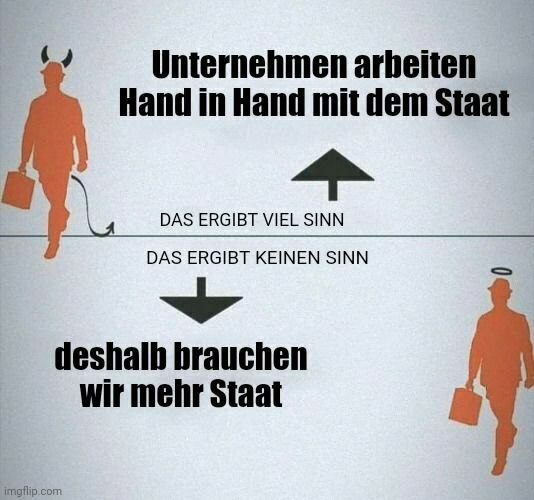 Unternehmen arbeiten
Hand in Hand mit dem Staat
DAS ERGIBT VIEL SINN
DAS ERGIBT KEINEN SINN
deshalb brauchen
wir mehr Staat
imgflip.com